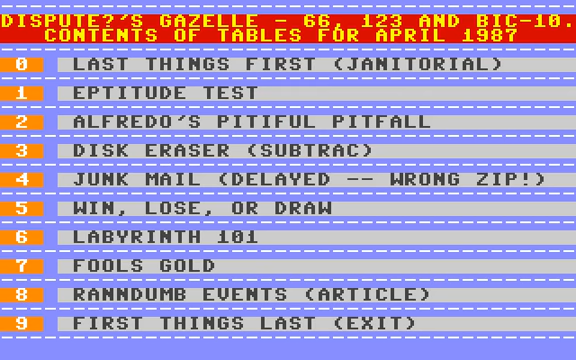 DISPUTE?'S GAZELLE - 66, 123 AND BIC-10.
CONTENTS OF TABLES FOR APRIL 1987
0 LAST THINGS FIRST (JANITORIAL)
1 EPTITUDE TEST
2 ALFREDO'S PITIFUL PITFALL
3 DISK ERASER (SUBTRAC)
4 JUNK MAIL (DELAYED -- WRONG ZIP!)
5 WIN, LOSE, OR DRAW
6 LABYRINTH 101
7 FOOLS GOLD
8 RANNDUMB EVENTS (ARTICLE)
9 FIRST THINGS LAST (EXIT)